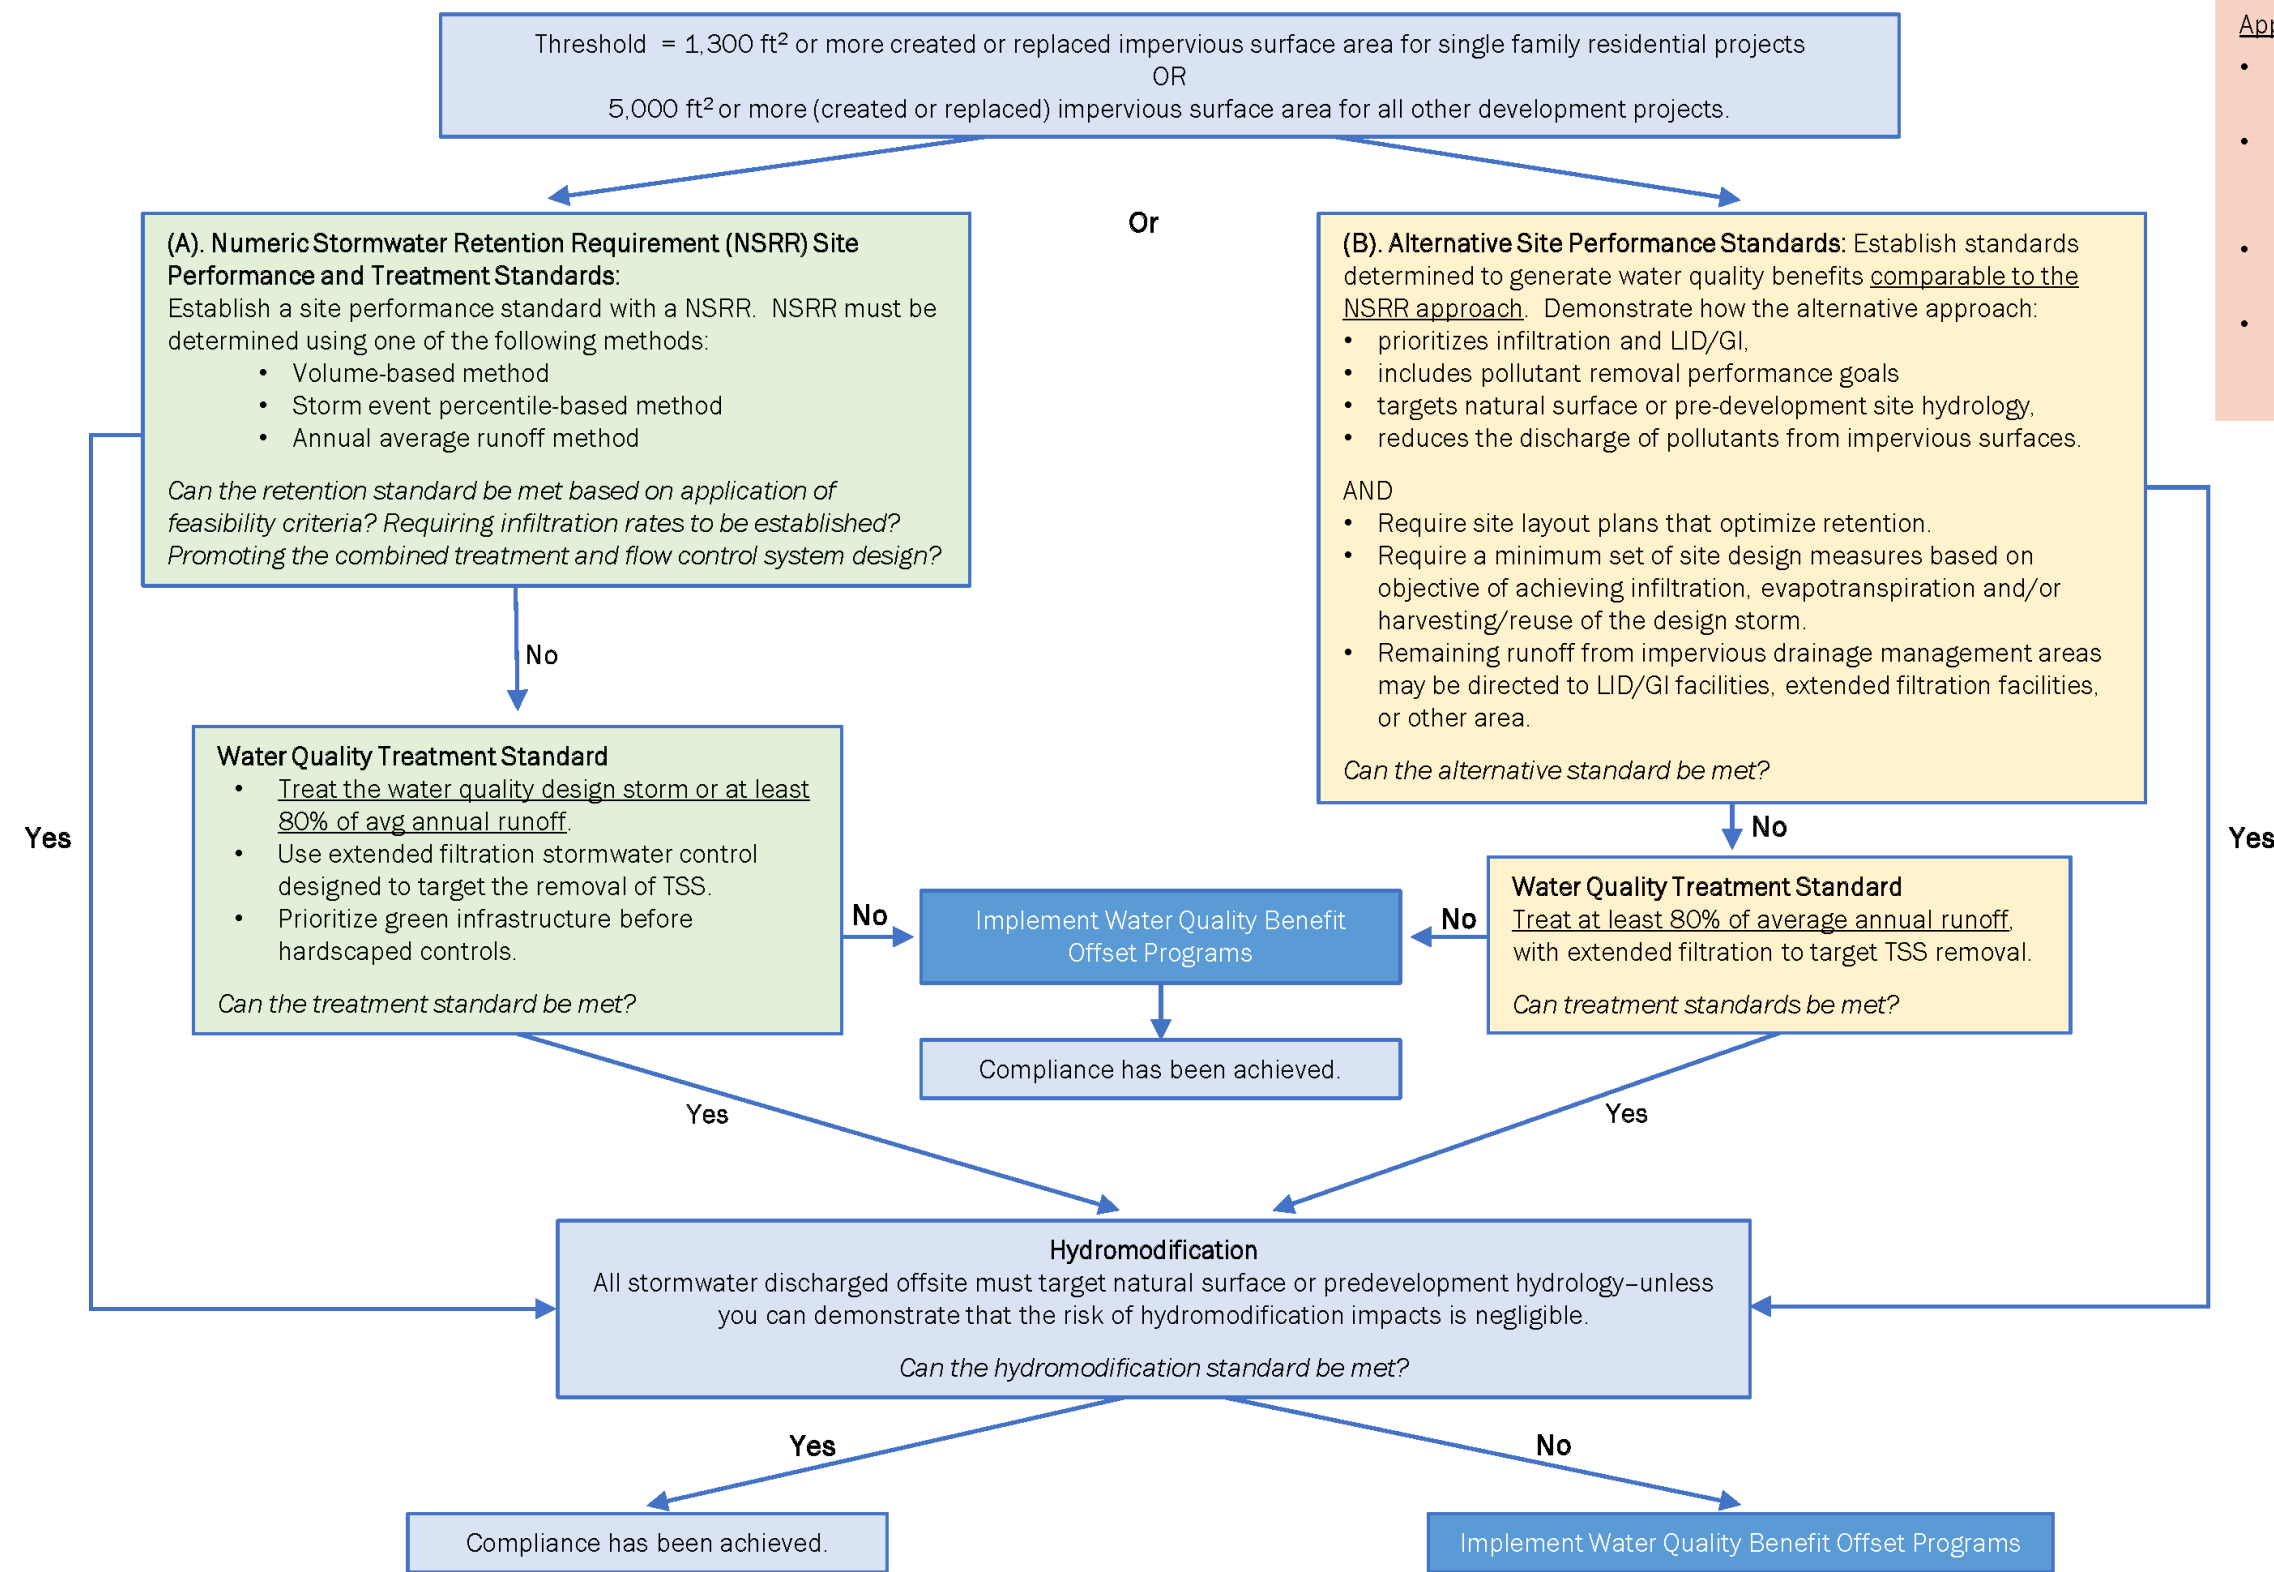 Threshold = 1,300 ft² or more created or replaced impervious surface area for single family residential projects
OR
5,000 ft² or more (created or replaced) impervious surface area for all other development projects.
Or
(A). Numeric Stormwater Retention Requirement (NSRR) Site
Performance and Treatment Standards:
Establish a site performance standard with a NSRR. NSRR must be
determined using one of the following methods:
• Volume-based method
• Storm event percentile-based method
• Annual average runoff method
Can the retention standard be met based on application of
feasibility criteria? Requiring infiltration rates to be established?
Promoting the combined treatment and flow control system design?
No
Yes
Water Quality Treatment Standard
• Treat the water quality design storm or at least
80% of avg annual runoff.
• Use extended filtration stormwater control
designed to target the removal of TSS.
• Prioritize green infrastructure before
hardscaped controls.
Can the treatment standard be met?
No
Yes
(B). Alternative Site Performance Standards: Establish standards
determined to generate water quality benefits comparable to the
NSRR approach. Demonstrate how the alternative approach:
• prioritizes infiltration and LID/GI,
• includes pollutant removal performance goals
• targets natural surface or pre-development site hydrology,
• reduces the discharge of pollutants from impervious surfaces.
AND
• Require site layout plans that optimize retention.
• Require a minimum set of site design measures based on
objective of achieving infiltration, evapotranspiration and/or
harvesting/reuse of the design storm.
• Remaining runoff from impervious drainage management areas
may be directed to LID/GI facilities, extended filtration facilities,
or other area.
Can the alternative standard be met?
No
Yes
Water Quality Treatment Standard
Treat at least 80% of average annual runoff,
with extended filtration to target TSS removal.
Can treatment standards be met?
No
Yes
Implement Water Quality Benefit
Offset Programs
Compliance has been achieved.
Hydromodification
All stormwater discharged offsite must target natural surface or predevelopment hydrology–unless
you can demonstrate that the risk of hydromodification impacts is negligible.
Can the hydromodification standard be met?
Yes
No
Compliance has been achieved.
Implement Water Quality Benefit Offset Programs